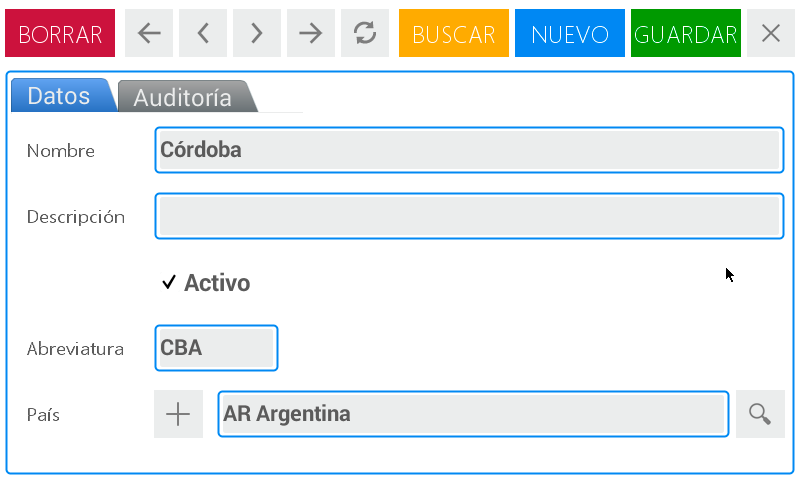 BORRAR BUSCAR NUEVO GUARDAR
Datos Auditoría
Nombre Córdoba
Descripción
Activo
Abreviatura CBA
País AR Argentina